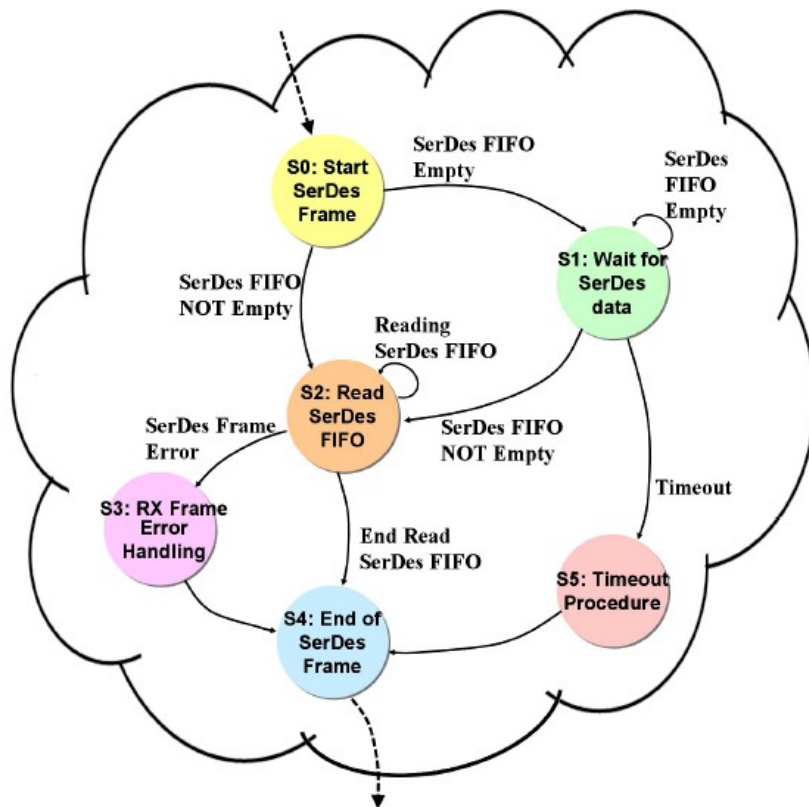 S0: Start
SerDes
Frame
SerDes FIFO
Empty
SerDes
FIFO
Empty
S1: Wait for
SerDes
data
SerDes FIFO
NOT Empty
Reading
SerDes FIFO
S2: Read
SerDes
FIFO
SerDes FIFO
NOT Empty
SerDes Frame
Error
Timeout
S3: RX Frame
Error
Handling
End Read
SerDes FIFO
S5: Timeout
Procedure
S4: End of
SerDes
Frame